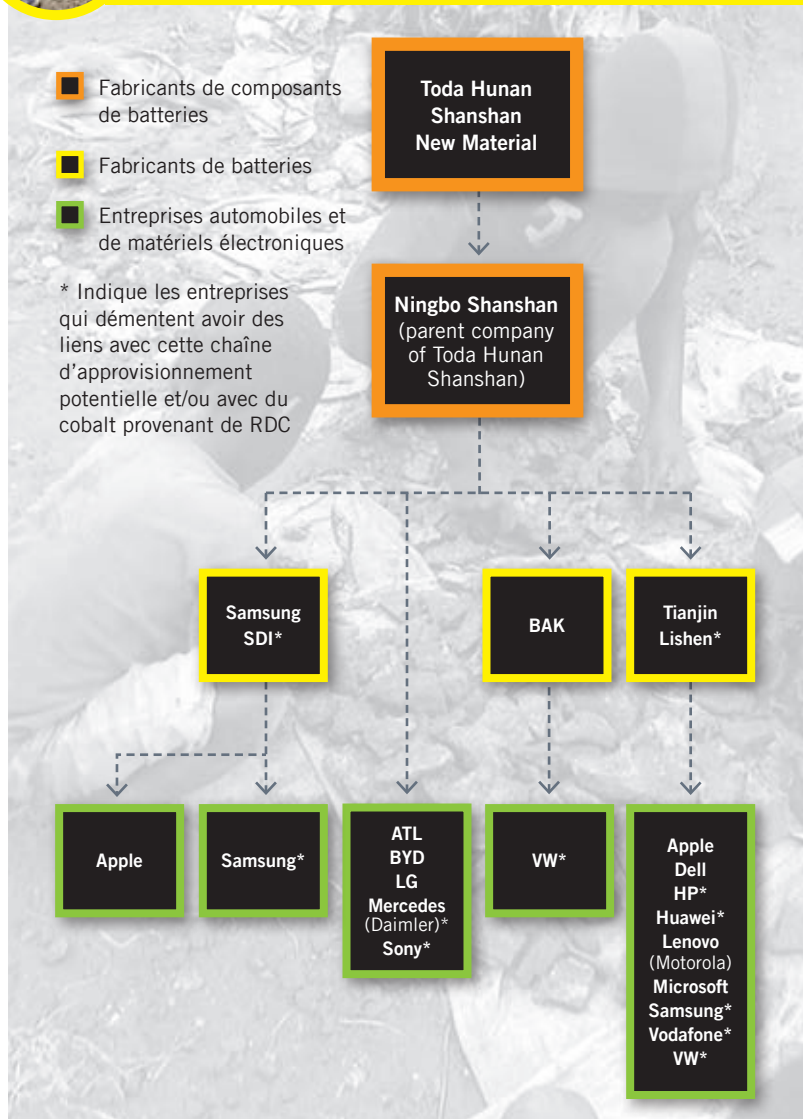 Fabricants de composants
de batteries
Fabricants de batteries
Entreprises automobiles et
de matériels électroniques
* Indique les entreprises
qui démentent avoir des
liens avec cette chaîne
d’approvisionnement
potentielle et/ou avec du
cobalt provenant de RDC
Toda Hunan
Shanshan
New Material
Ningbo Shanshan
(parent company
of Toda Hunan
Shanshan)
Samsung
SDI*
BAK
Tianjin
Lishen*
Apple
Samsung*
ATL
BYD
LG
Mercedes
(Daimler)*
Sony*
VW*
Apple
Dell
HP*
Huawei*
Lenovo
(Motorola)
Microsoft
Samsung*
Vodafone*
VW*